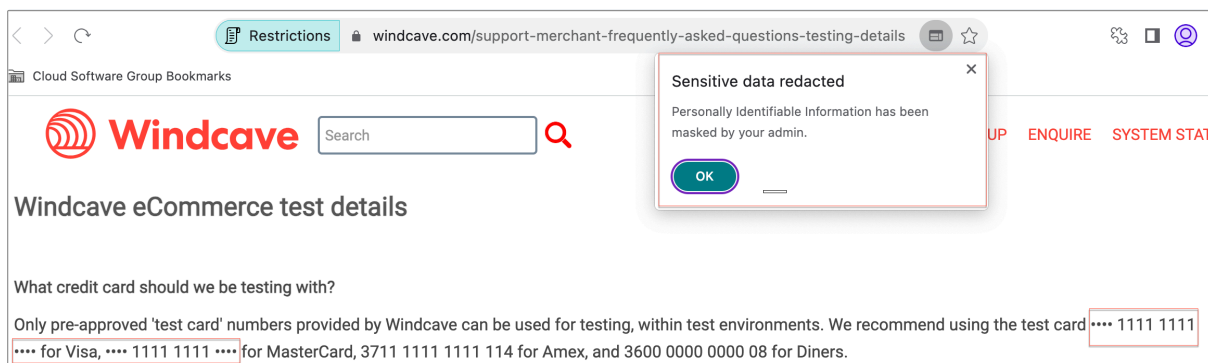 Restrictions windcave.com/support-merchant-frequently-asked-questions-testing-details
Cloud Software Group Bookmarks
Sensitive data redacted
Personally Identifiable Information has been
masked by your admin.
OK
Windcave Search UP ENQUIRE SYSTEM STAT
Windcave eCommerce test details
What credit card should we be testing with?
Only pre-approved 'test card' numbers provided by Windcave can be used for testing, within test environments. We recommend using the test card •••• 1111 1111
•••• for Visa, •••• 1111 1111 •••• for MasterCard, 3711 1111 1111 114 for Amex, and 3600 0000 0000 08 for Diners.